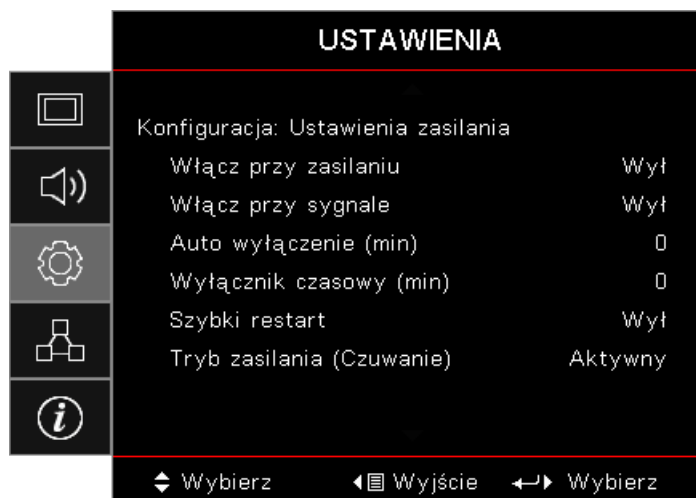 USTAWIENIA
Konfiguracja: Ustawienia zasilania
Włącz przy zasilaniu Wył
Włącz przy sygnale Wył
Auto wyłączenie (min) 0
Wyłącznik czasowy (min) 0
Szybki restart Wył
Tryb zasilania (Czuwanie) Aktywny
Wybierz Wyjście Wybierz